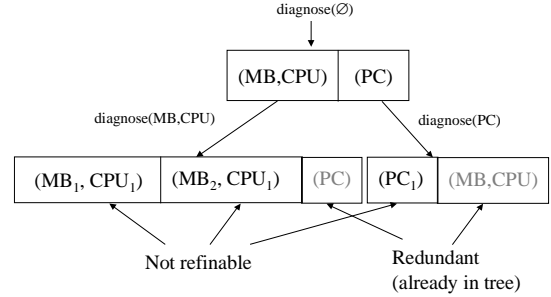 diagnose(∅)
(MB,CPU) (PC)
diagnose(MB,CPU) diagnose(PC)
(MB₁, CPU₁) (MB₂, CPU₁) (PC) (PC₁) (MB,CPU)
Not refinable
Redundant
(already in tree)